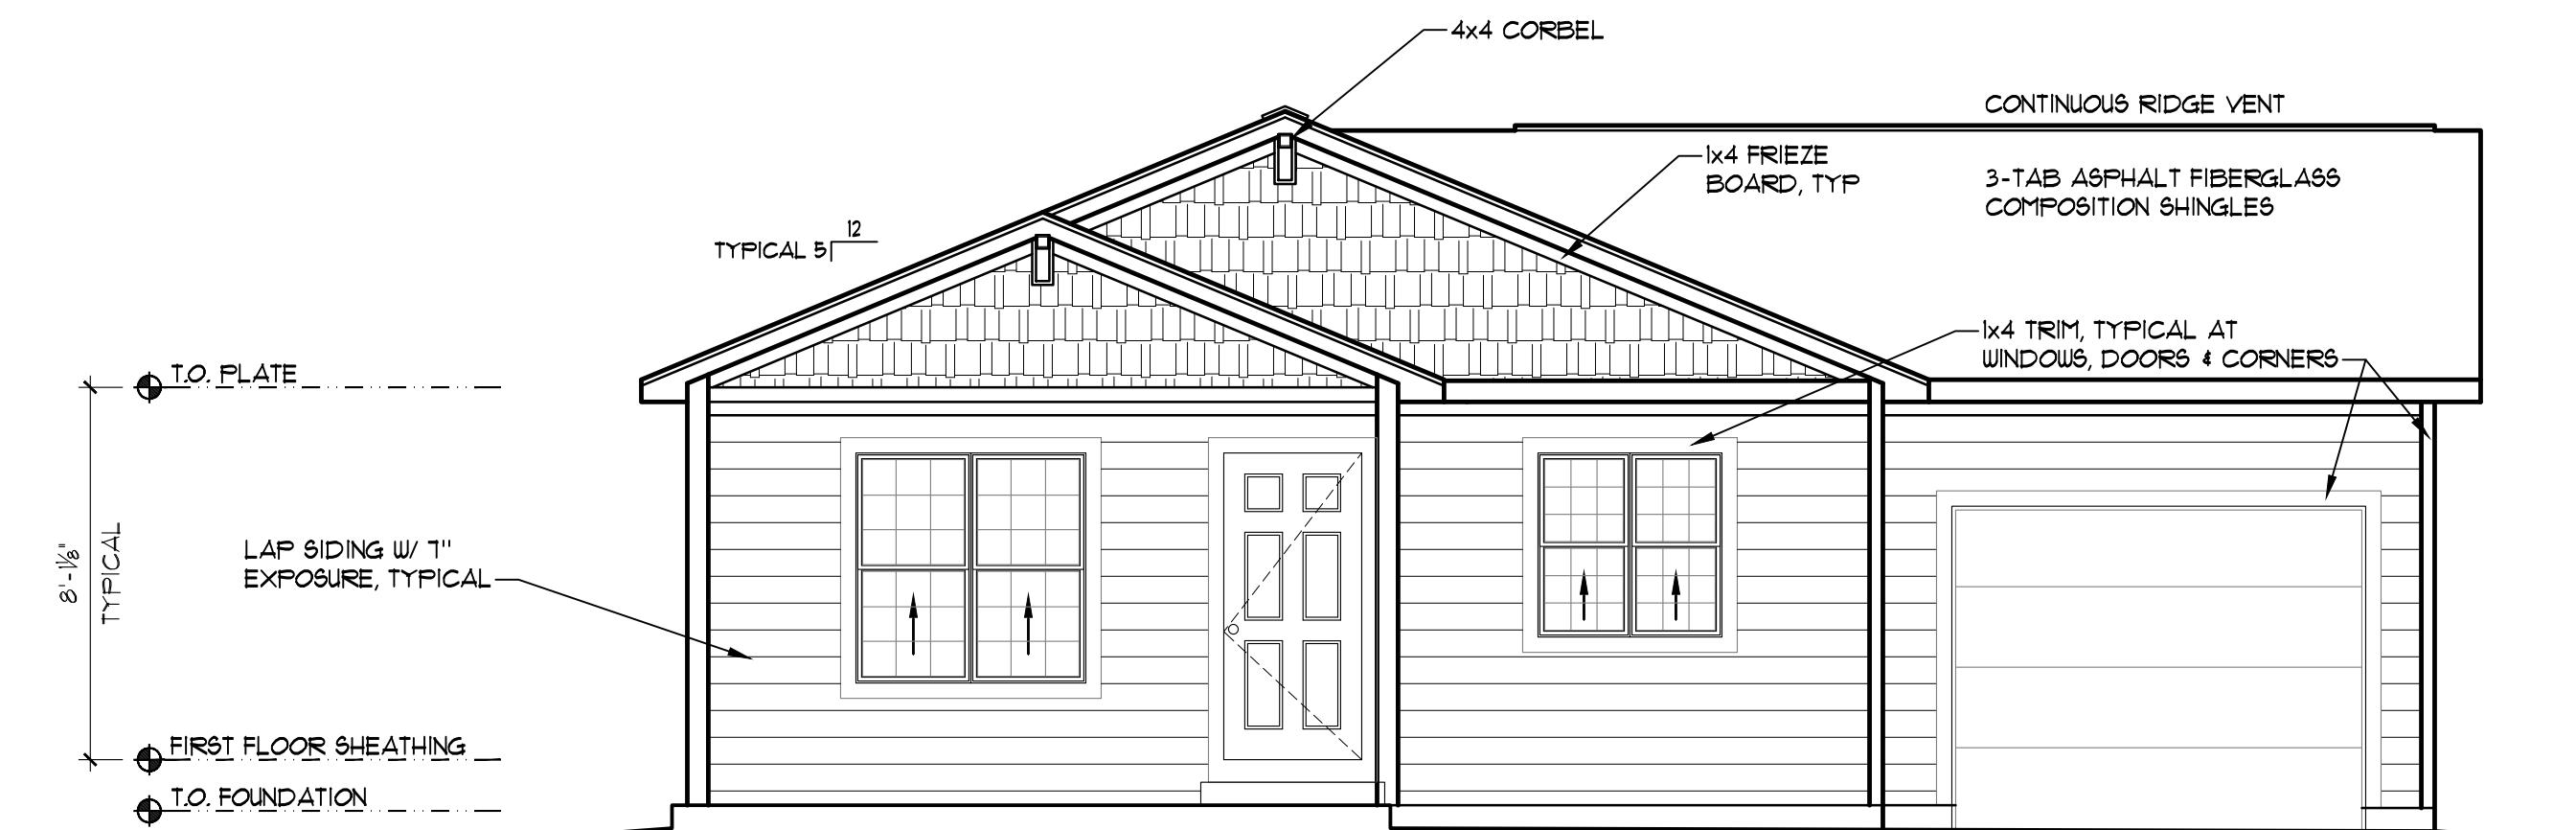 4x4 CORBEL
CONTINUOUS RIDGE VENT
1x4 FRIEZE
BOARD, TYP
3-TAB ASPHALT FIBERGLASS
COMPOSITION SHINGLES
12
TYPICAL 5
1x4 TRIM, TYPICAL AT
WINDOWS, DOORS & CORNERS
T.O. PLATE
8'-1⅛"
TYPICAL
LAP SIDING W/ 7"
EXPOSURE, TYPICAL
FIRST FLOOR SHEATHING
T.O. FOUNDATION